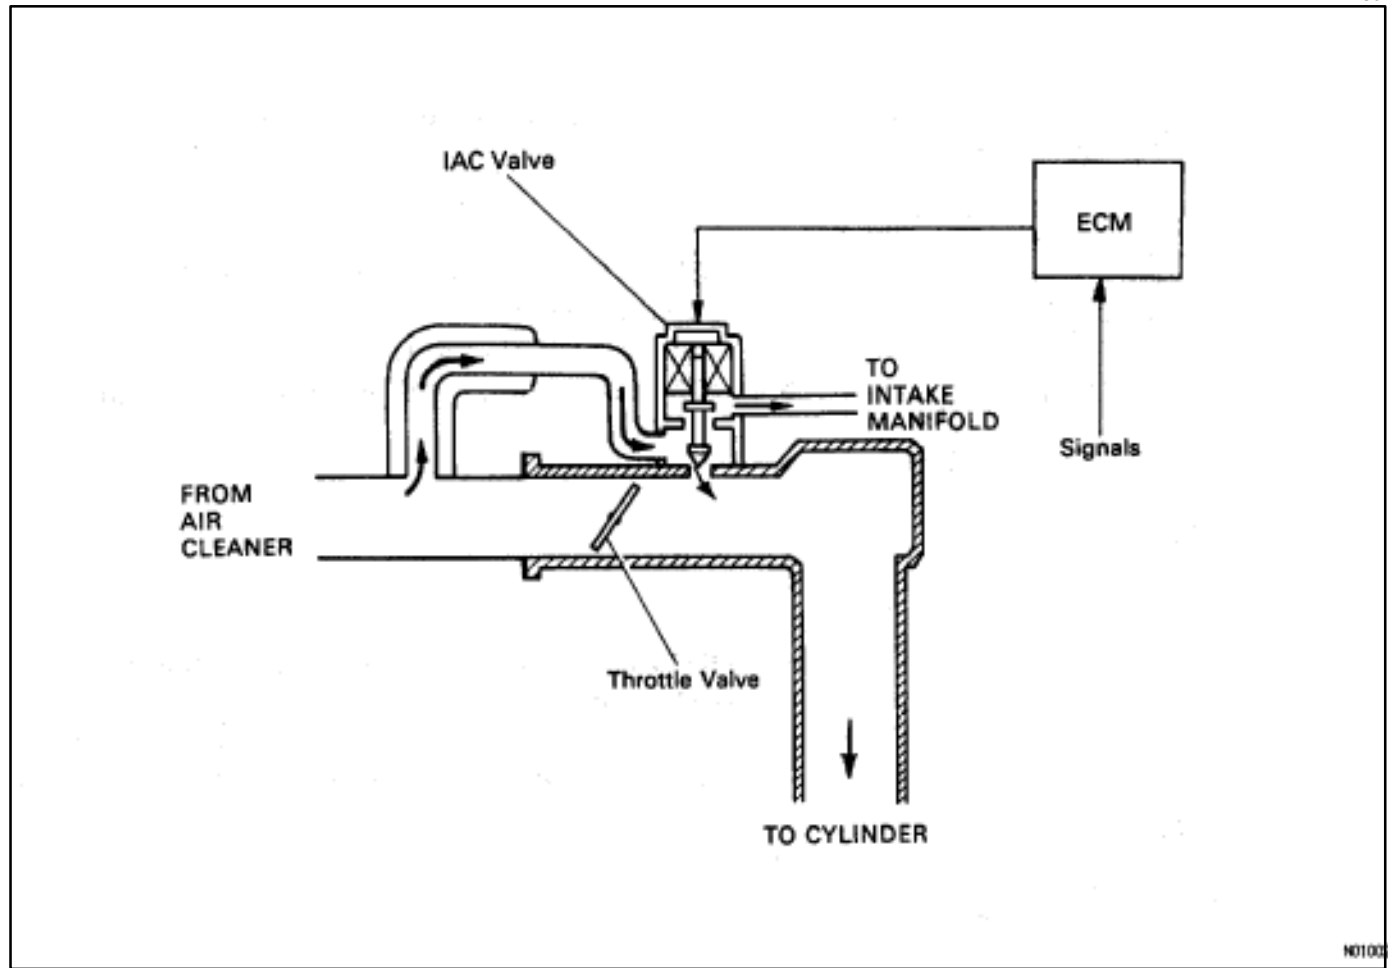 IAC Valve
ECM
TO
INTAKE
MANIFOLD
Signals
FROM
AIR
CLEANER
Throttle Valve
TO CYLINDER